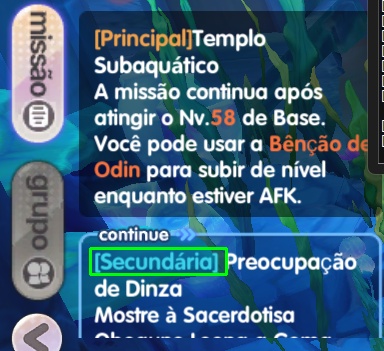 missão
grupo
[Principal]Templo
Subaquático
A missão continua após
atingir o Nv.58 de Base.
Você pode usar a Bênção de
Odin para subir de nível
enquanto estiver AFK.
continue
[Secundária] Preocupação
de Dinza
Mostre à Sacerdotisa